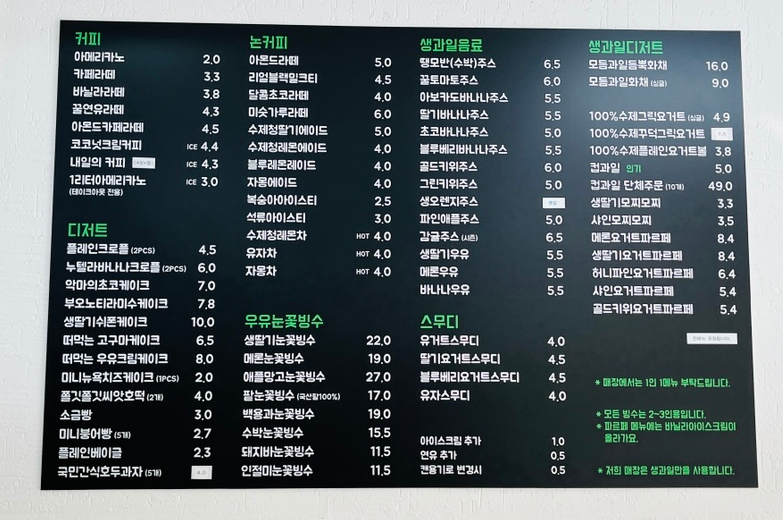 커피
아메리카노 2,0
카페라떼 3,3
바닐라라떼 3,8
꿀연유라떼 4,3
아몬드카페라떼 4,5
코코넛크림커피 ICE 4,4
내일의 커피 ICE 4,3
1리터아메리카노 ICE 3,0
(테이크아웃 전용)
디저트
플레인크로플 (2PCS) 4,5
누텔라바나나크로플 (2PCS) 6,0
악마의초코케이크 7,0
부오노티라미수케이크 7,8
생딸기쉬폰케이크 10,0
떠먹는 고구마케이크 6,5
떠먹는 우유크림케이크 8,0
미니뉴욕치즈케이크 (1PCS) 2,0
쫄깃쫄깃씨앗호떡 (2개) 4,0
소금빵 3,0
미니붕어빵 (5개) 2,7
플레인베이글 2,3
국민간식호두과자 (5개)
논커피
아몬드라떼 5,0
리얼블랙밀크티 4,5
달콤초코라떼 4,0
미숫가루라떼 6,0
수제청딸기에이드 5,0
수제청레몬에이드 4,0
블루레몬레이드 4,0
자몽에이드 4,0
복숭아아이스티 2,5
석류아이스티 3,0
수제청레몬차 HOT 4,0
유자차 HOT 4,0
자몽차 HOT 4,0
우유눈꽃빙수
생딸기눈꽃빙수 22,0
메론눈꽃빙수 19,0
애플망고눈꽃빙수 27,0
팥눈꽃빙수 (국산팥100%) 17,0
백용과눈꽃빙수 19,0
수박눈꽃빙수 15,5
돼지바눈꽃빙수 11,5
인절미눈꽃빙수 11,5
생과일음료
땡모반(수박)주스 6,5
꿀토마토주스 6,0
아보카도바나나주스 5,5
딸기바나나주스 5,5
초코바나나주스 5,0
블루베리바나나주스 5,5
골드키위주스 6,0
그린키위주스 5,0
생오렌지주스
파인애플주스 5,0
감귤주스 (시즌) 6,5
생딸기우유 5,5
메론우유 5,5
바나나우유 5,5
스무디
유거트스무디 4,0
딸기요거트스무디 4,5
블루베리요거트스무디 4,5
유자스무디 4,0
아이스크림 추가 1,0
연유 추가 0,5
캔용기로 변경시 0,5
생과일디저트
모듬과일듬뿍화채 16,0
모듬과일화채 (싱글) 9,0
100%수제그릭요거트 (싱글) 4,9
100%수제꾸덕그릭요거트
100%수제플레인요거트볼 3,8
컵과일 인기 5,0
컵과일 단체주문 (10개) 49,0
생딸기모찌모찌 3,3
샤인모찌모찌 3,5
메론요거트파르페 8,4
생딸기요거트파르페 8,4
허니파인요거트파르페 6,4
샤인요거트파르페 5,4
골드키위요거트파르페 5,4
* 매장에서는 1인 1메뉴 부탁드립니다.
* 모든 빙수는 2~3인용입니다.
* 파르페 메뉴에는 바닐라아이스크림이
올라가요.
* 저희 매장은 생과일만을 사용합니다.